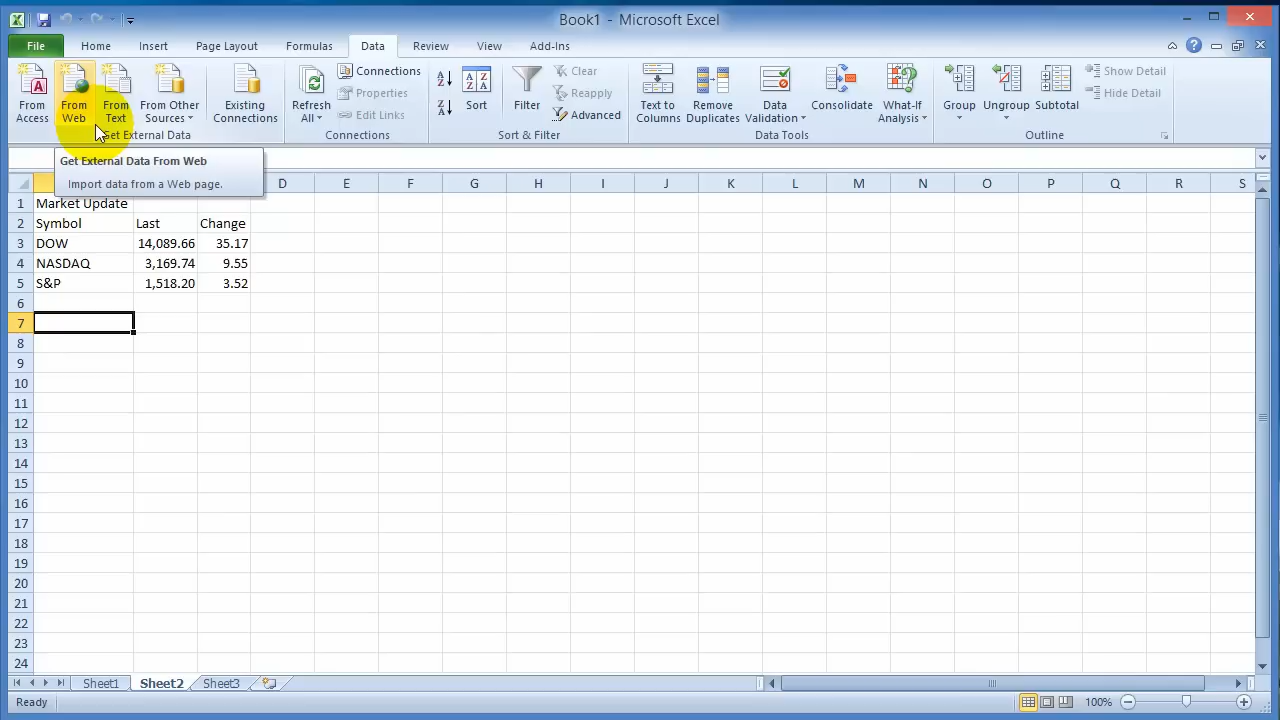 Book1 - Microsoft Excel
File Home Insert Page Layout Formulas Data Review View Add-Ins
From Access
From Web
From Text
From Other Sources
Existing Connections
Get External Data
Refresh All
Connections
Properties
Edit Links
Connections
Sort
Filter
Clear
Reapply
Advanced
Sort & Filter
Text to Columns
Remove Duplicates
Data Validation
Consolidate
What-If Analysis
Data Tools
Group
Ungroup
Subtotal
Show Detail
Hide Detail
Outline
Get External Data From Web
Import data from a Web page.
D E F G H I J K L M N O P Q R S
1 Market Update
2 Symbol Last Change
3 DOW 14,089.66 35.17
4 NASDAQ 3,169.74 9.55
5 S&P 1,518.20 3.52
6
7
8
9
10
11
12
13
14
15
16
17
18
19
20
21
22
23
24
Sheet1 Sheet2 Sheet3
Ready 100%